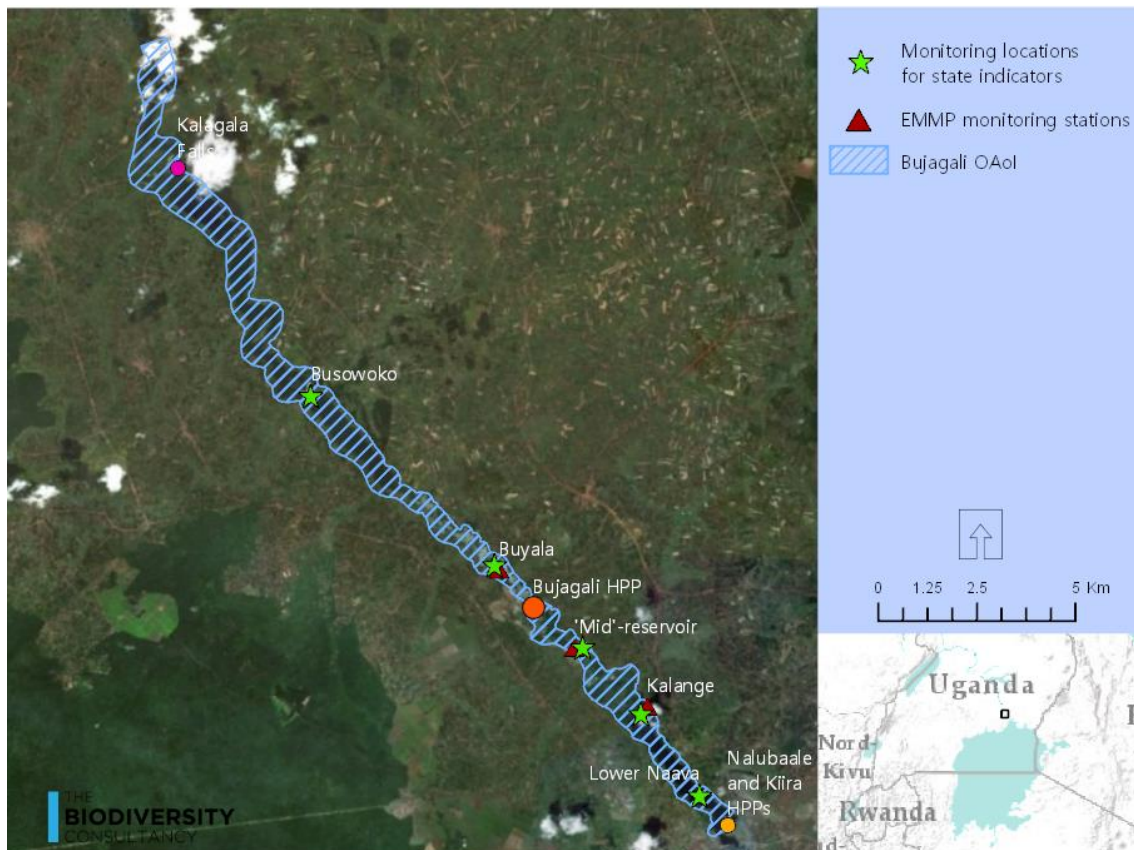 Kalagala
Falls
Busowoko
Buyala
Bujagali HPP
'Mid'-reservoir
Kalange
Lower Naava
Nalubaale
and Kiira
HPPs
THE
BIODIVERSITY
CONSULTANCY
Monitoring locations
for state indicators
EMMP monitoring stations
Bujagali OAoI
0 1.25 2.5 5 Km
Uganda
Nord-
Kivu
Rwanda